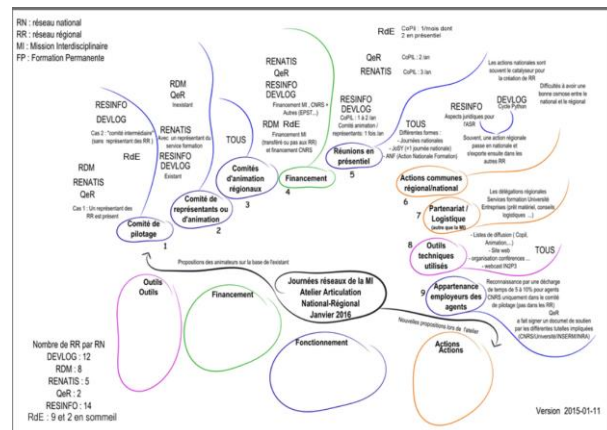 RN : réseau national
RR : réseau régional
MI : Mission Interdisciplinaire
FP : Formation Permanente
RESINFO
DEVLOG
Cas 2 : "comité intermédiaire"
(sans représentant des RR )
RdE
RDM
RENATIS
QeR
Cas 1 : Un représentant des
RR est présent
Comité de
pilotage
1
RDM
QeR
Inexistant
RENATIS
Avec un représentant du
service formation
RESINFO
DEVLOG
Existant
Comité de
représentants ou
d'animation
2
TOUS
Comités
d'animation
régionaux
3
RENATIS
QeR
RESINFO
DEVLOG
Financement MI , CNRS +
Autres (EPST...)
RDM RdE
Financement MI
(transféré ou pas aux RR)
et financement CNRS
Financement
4
RdE
CoPIL : 1/mois dont
2 en présentiel
QeR
CoPIL : 2 /an
RENATIS
CoPIL : 3 /an
RESINFO
DEVLOG
CoPIL : 1 à 2 /an
Comité animation /
représentants: 1 fois /an
Réunions en
présentiel
5
TOUS
Différentes formes :
- Journées nationales
- JoSY (=1 journée nationale)
- ANF (Action Nationale Formation)
Les actions nationales sont
souvent le catalyseur pour
la création de RR
Difficultés à avoir une
bonne osmose entre le
national et le régional
RESINFO
Aspects juridiques pour
l'ASR
DEVLOG
Cycle Python
Souvent, une action régionale
passe en nationale et
s'exporte ensuite dans les
autres RR
Actions communes
régional/national
6
Partenariat /
Logistique
(autre que la MI)
7
Les délégations régionales
Services formation Université
Entreprises (prêt matériel, conseils
logistiques ...)
8
Outils
techniques
utilisés
- Listes de diffusion ( Copil,
Animation,...)
- Site web
- organisation conférences ...
- webcast IN2P3
TOUS
9
Appartenance
employeurs des
agents
Reconnaissance par une décharge
de temps de 5 à 10% pour agents
CNRS uniquement dans le comité
de pilotage (pas dans les RR)
QeR
a fait signer un document de soutien
par les différentes tutelles impliquées
(CNRS/Université/INSERM/INRA)
Propositions des animateurs sur la base de l'existant
Journées réseaux de la MI
Atelier Articulation
National-Régional
Janvier 2016
Nouvelles propositions lors de l'atelier
Outils
Outils
Financement
Fonctionnement
Actions
Actions
Nombre de RR par RN
DEVLOG : 12
RDM : 8
RENATIS : 5
QeR : 2
RESINFO : 14
RdE : 9 et 2 en sommeil
Version 2015-01-11